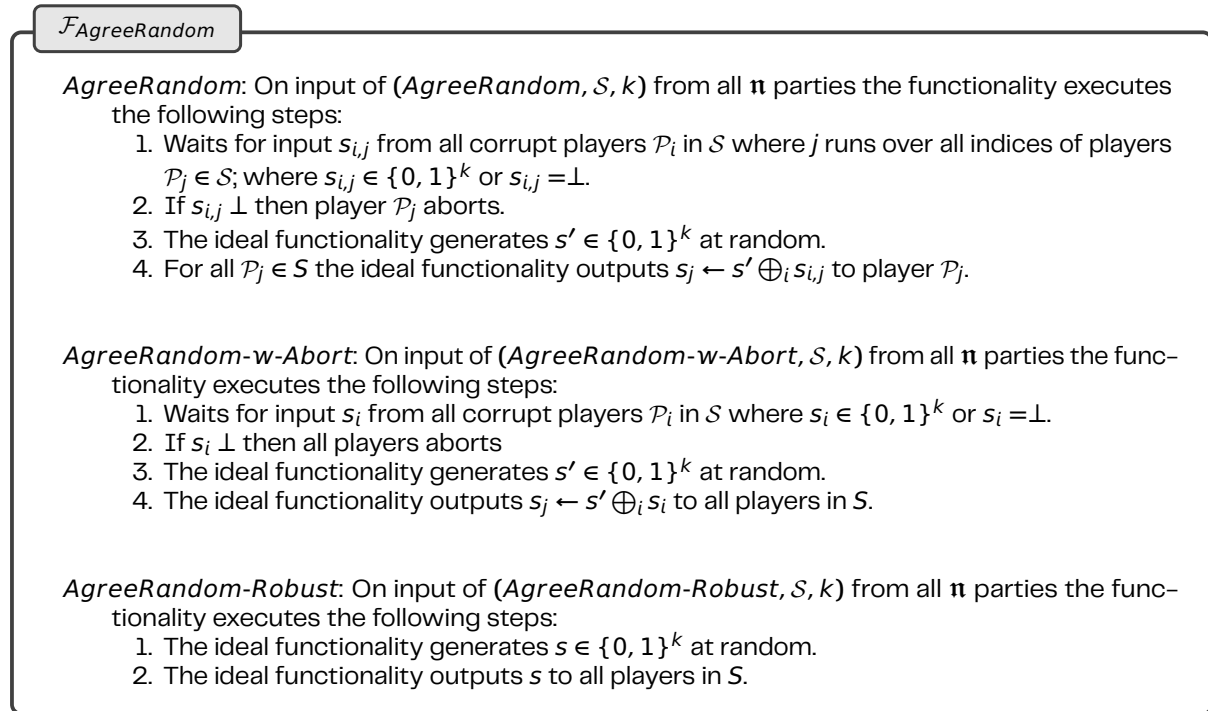 ℱ_AgreeRandom
AgreeRandom: On input of (AgreeRandom, 𝒮, k) from all 𝔫 parties the functionality executes
the following steps:
1. Waits for input s_{i,j} from all corrupt players 𝒫_i in 𝒮 where j runs over all indices of players
𝒫_j ∈ 𝒮; where s_{i,j} ∈ {0, 1}^k or s_{i,j} =⊥.
2. If s_{i,j} ⊥ then player 𝒫_j aborts.
3. The ideal functionality generates s′ ∈ {0, 1}^k at random.
4. For all 𝒫_j ∈ S the ideal functionality outputs s_j ← s′ ⊕_i s_{i,j} to player 𝒫_j.
AgreeRandom-w-Abort: On input of (AgreeRandom-w-Abort, 𝒮, k) from all 𝔫 parties the func-
tionality executes the following steps:
1. Waits for input s_i from all corrupt players 𝒫_i in 𝒮 where s_i ∈ {0, 1}^k or s_i =⊥.
2. If s_i ⊥ then all players aborts
3. The ideal functionality generates s′ ∈ {0, 1}^k at random.
4. The ideal functionality outputs s_j ← s′ ⊕_i s_i to all players in S.
AgreeRandom-Robust: On input of (AgreeRandom-Robust, 𝒮, k) from all 𝔫 parties the func-
tionality executes the following steps:
1. The ideal functionality generates s ∈ {0, 1}^k at random.
2. The ideal functionality outputs s to all players in S.